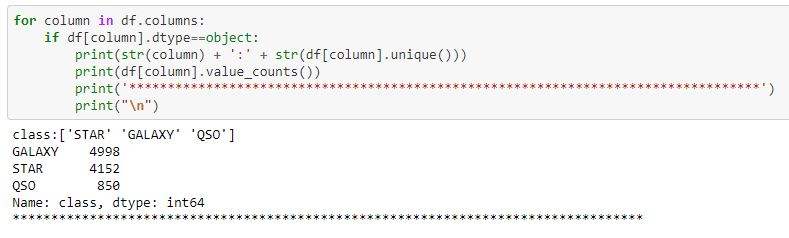 for column in df.columns:
    if df[column].dtype==object:
        print(str(column) + ':' + str(df[column].unique()))
        print(df[column].value_counts())
        print('**********************************************************************************')
        print("\n")
class:['STAR' 'GALAXY' 'QSO']
GALAXY    4998
STAR      4152
QSO        850
Name: class, dtype: int64
**********************************************************************************